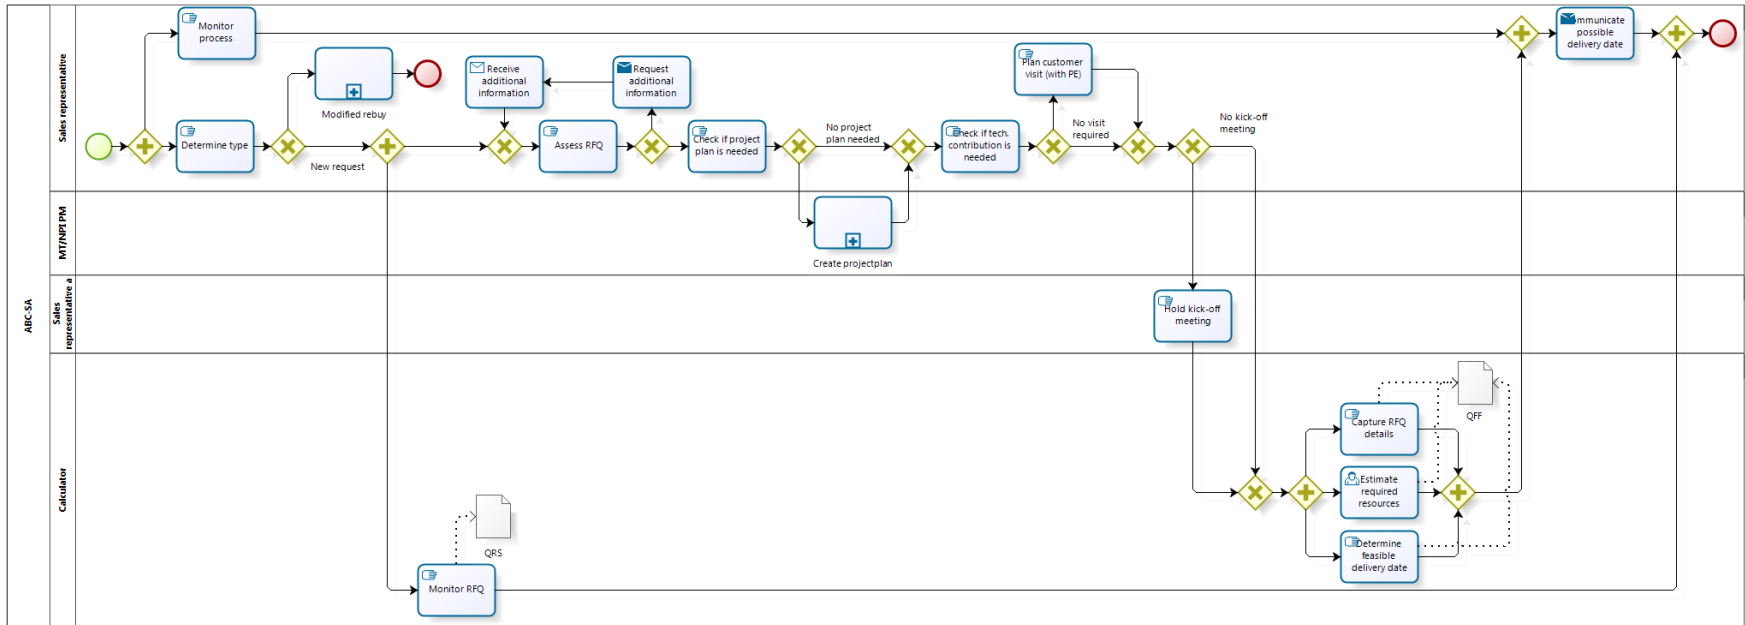 ABC-SA
Sales representative
MT/NPI PM
Sales
representative a
Calculator
Monitor
process
Modified rebuy
Determine type
New request
Receive
additional
information
Request
additional
information
Assess RFQ
Check if project
plan is needed
No project
plan needed
Create projectplan
Check if tech.
contribution is
needed
Plan customer
visit (with PE)
No visit
required
No kick-off
meeting
mmunicate
possible
delivery date
Hold kick-off
meeting
QFF
Capture RFQ
details
Estimate
required
resources
Determine
feasible
delivery date
QRS
Monitor RFQ